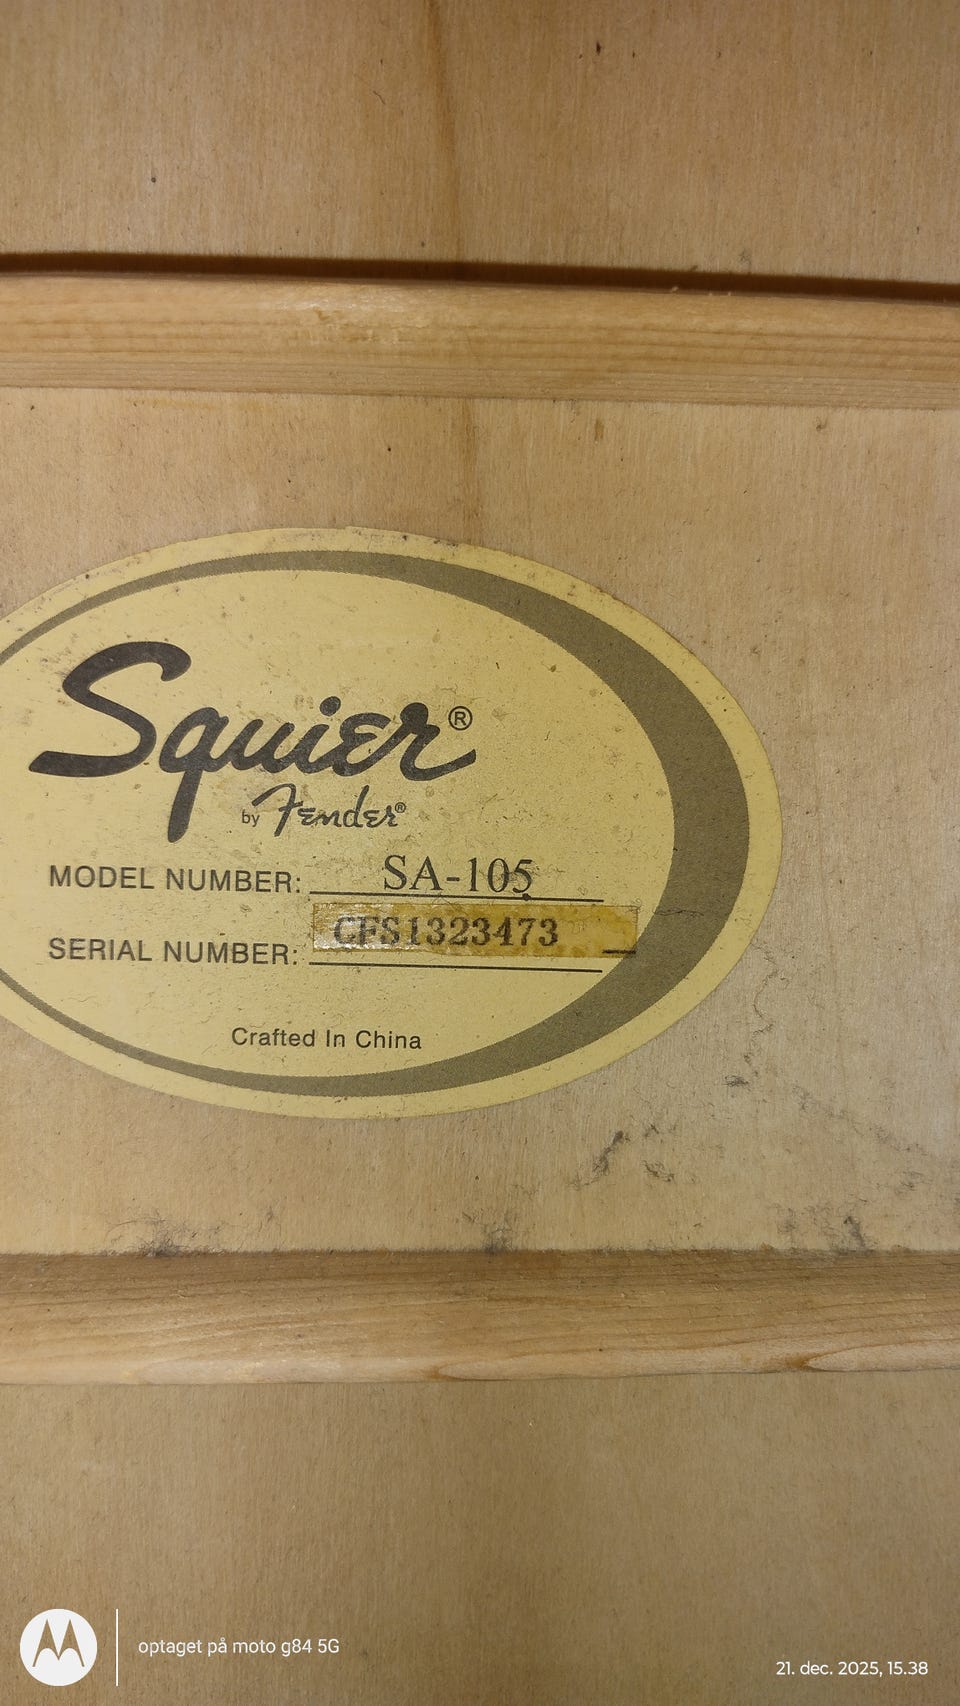 Squier®
by Fender®
MODEL NUMBER: SA-105
SERIAL NUMBER: CFS1323473
Crafted In China
optaget på moto g84 5G
21. dec. 2025, 15.38